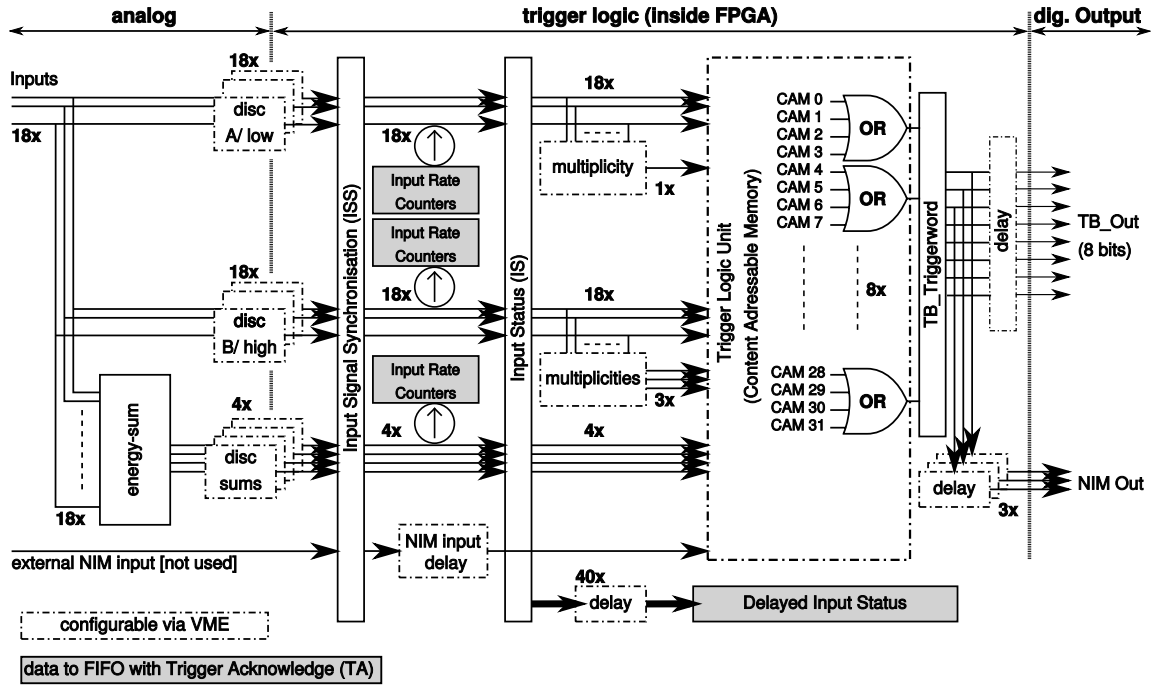 analog
trigger logic (inside FPGA)
dig. Output
Inputs
18x
18x
disc
A/ low
18x
disc
B/ high
4x
disc
sums
energy-sum
18x
external NIM input [not used]
Input Signal Synchronisation (ISS)
18x
Input Rate
Counters
Input Rate
Counters
18x
Input Rate
Counters
4x
NIM input
delay
Input Status (IS)
18x
multiplicity
1x
18x
multiplicities
3x
4x
40x
delay
Delayed Input Status
Trigger Logic Unit
(Content Adressable Memory)
CAM 0
CAM 1
CAM 2
CAM 3
OR
CAM 4
CAM 5
CAM 6
CAM 7
OR
8x
CAM 28
CAM 29
CAM 30
CAM 31
OR
TB_Triggerword
delay
TB_Out
(8 bits)
delay
3x
NIM Out
configurable via VME
data to FIFO with Trigger Acknowledge (TA)